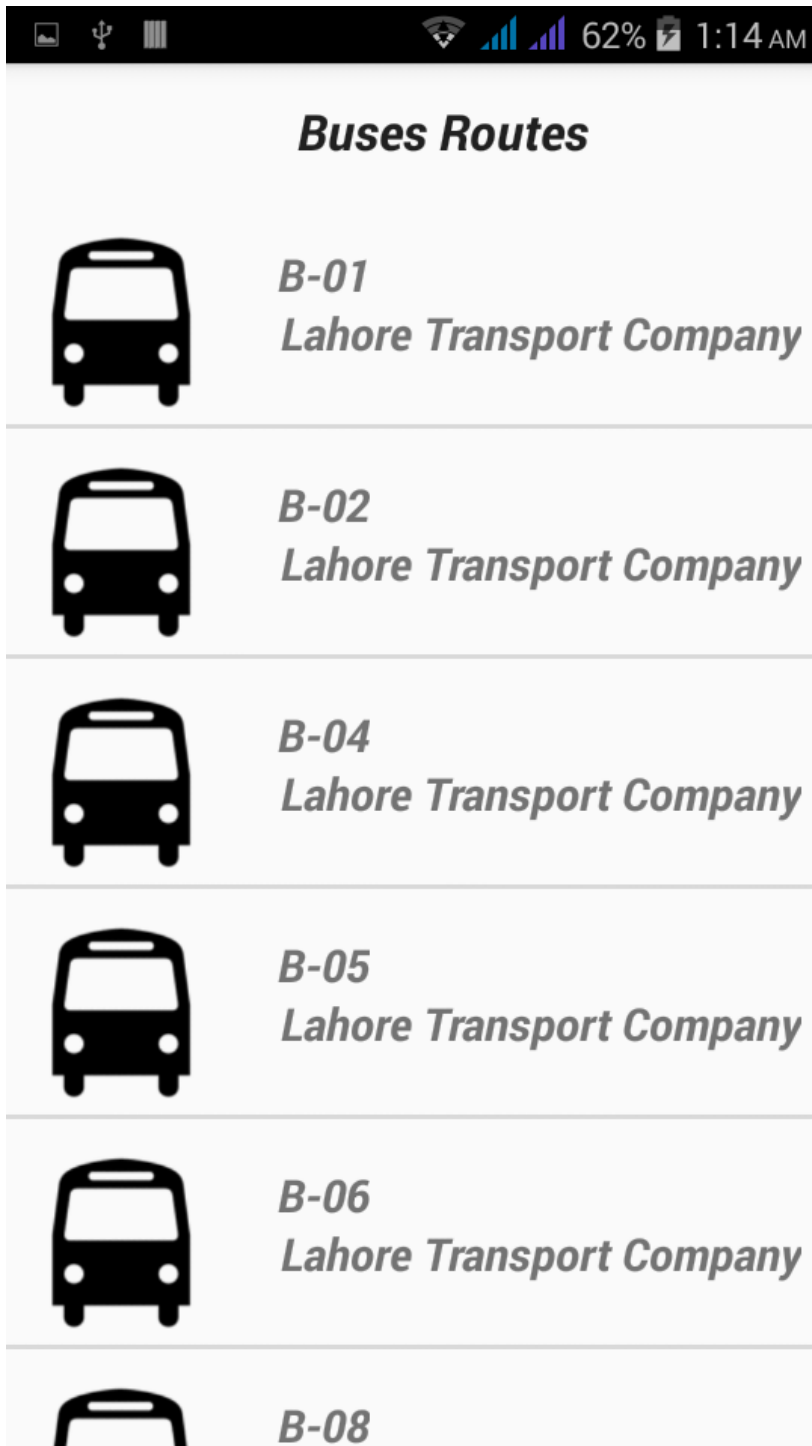 62% 1:14 AM
Buses Routes
B-01
Lahore Transport Company
B-02
Lahore Transport Company
B-04
Lahore Transport Company
B-05
Lahore Transport Company
B-06
Lahore Transport Company
B-08